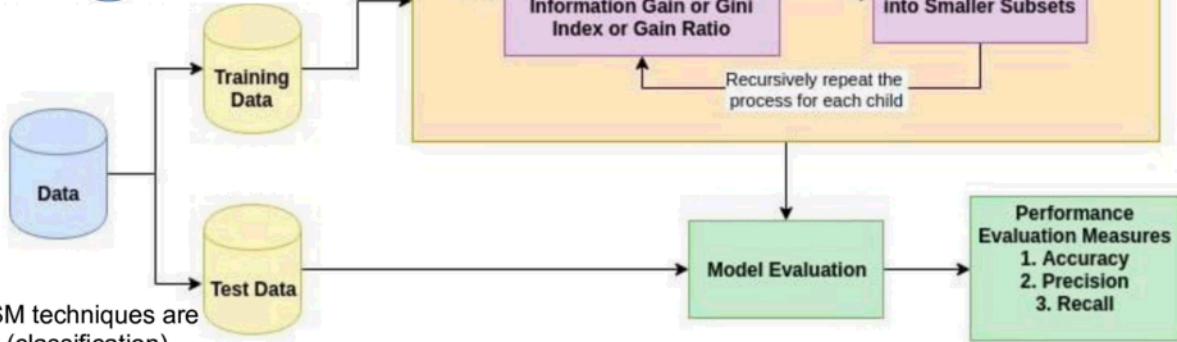 Information Gain or Gini
Index or Gain Ratio
into Smaller Subsets
Recursively repeat the
process for each child
Training
Data
Data
Test Data
Model Evaluation
Performance
Evaluation Measures
1. Accuracy
2. Precision
3. Recall
SM techniques are
(classification)